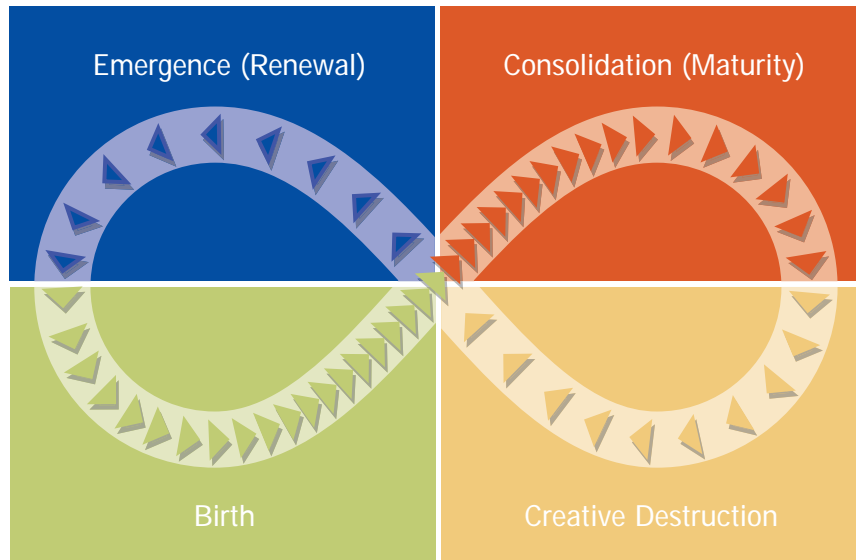 Emergence (Renewal)
Consolidation (Maturity)
Birth
Creative Destruction